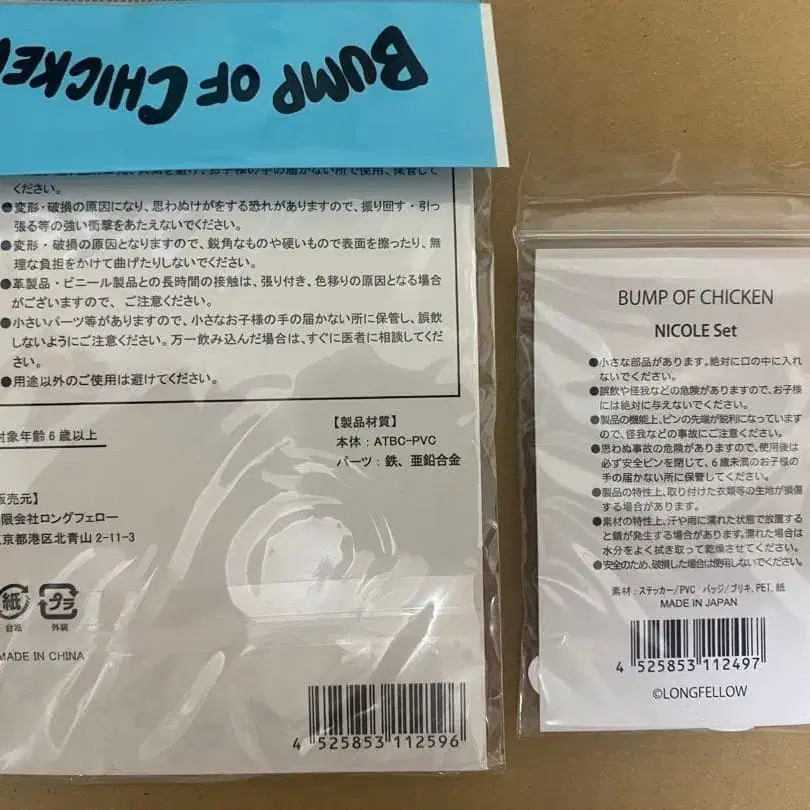 BUMP OF CHICKEN
ください。
●変形・破損の原因になり、思わぬけがをする恐れがありますので、振り回す・引っ
張る等の強い衝撃をあたえないでください。
●変形・破損の原因となりますので、鋭角なものや硬いもので表面を擦ったり、無
理な負担をかけて曲げたりしないでください。
●革製品・ビニール製品との長時間の接触は、張り付き、色移りの原因となる場合
がございますので、ご注意ください。
●小さいパーツ等がありますので、小さなお子様の手の届かない所に保管し、誤飲
しないようにご注意ください。万一飲み込んだ場合は、すぐに医者に相談してくだ
さい。
●用途以外のご使用は避けてください。
対象年齢6歳以上
【製品材質】
本体：ATBC-PVC
パーツ：鉄、亜鉛合金
販売元】
限会社ロングフェロー
京都港区北青山2-11-3
紙
台紙
プラ
外装
MADE IN CHINA
4 525853 112596
BUMP OF CHICKEN
NICOLE Set
●小さな部品があります。絶対に口の中に入れ
ないでください。
●誤飲や怪我などの危険がありますので、お子様
には絶対に与えないでください。
●製品の機能上、ピンの先端が鋭利になっています
ので、怪我などの事故にご注意ください。
●思わぬ事故の危険がありますので、使用後は
必ず安全ピンを閉じて、6歳未満のお子様の
手の届かない所に保管してください。
●製品の特性上、取り付けた衣類等の生地が損傷
する場合があります。
●素材の特性上、汗や雨に濡れた状態で放置する
と錆が発生する場合があります。濡れた場合は
水分をよく拭き取って乾燥させてください。
●安全のため、破損した場合は使用しないでください。
素材：ステッカー/PVC バッジ/ブリキ、PET、紙
MADE IN JAPAN
4 525853 112497
©LONGFELLOW